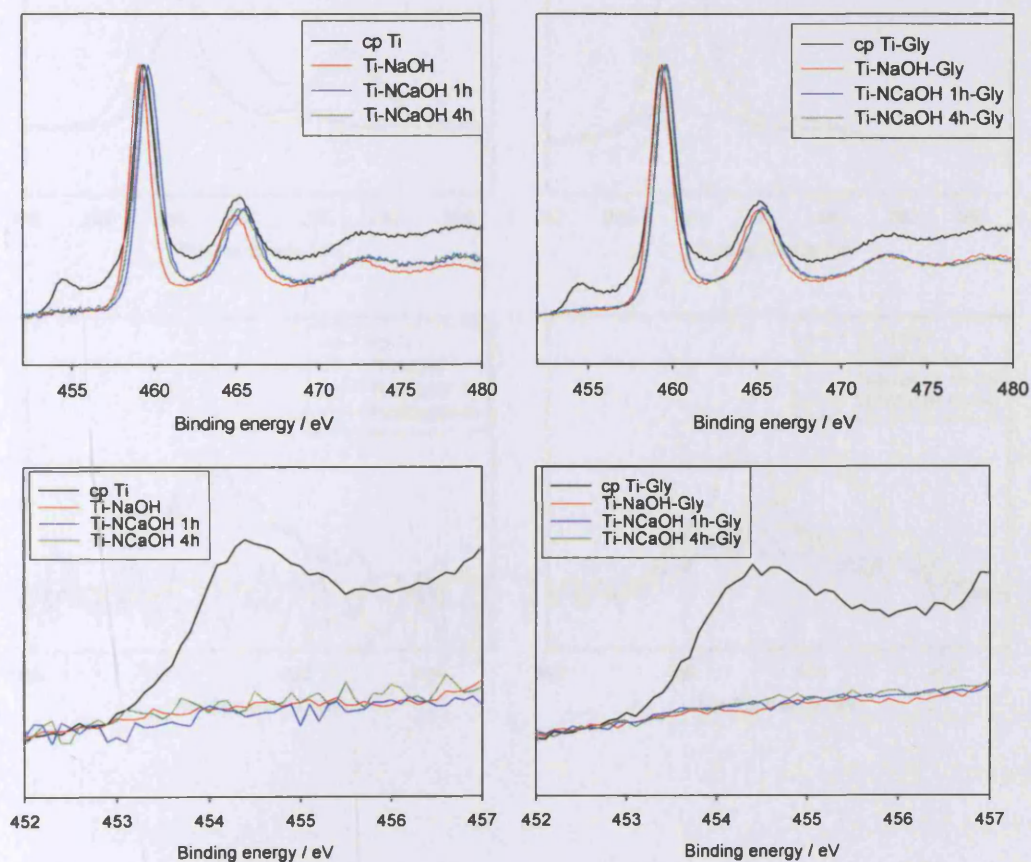 cp Ti
Ti-NaOH
Ti-NCaOH 1h
Ti-NCaOH 4h
455 460 465 470 475 480
Binding energy / eV
cp Ti-Gly
Ti-NaOH-Gly
Ti-NCaOH 1h-Gly
Ti-NCaOH 4h-Gly
455 460 465 470 475 480
Binding energy / eV
cp Ti
Ti-NaOH
Ti-NCaOH 1h
Ti-NCaOH 4h
452 453 454 455 456 457
Binding energy / eV
cp Ti-Gly
Ti-NaOH-Gly
Ti-NCaOH 1h-Gly
Ti-NCaOH 4h-Gly
452 453 454 455 456 457
Binding energy / eV